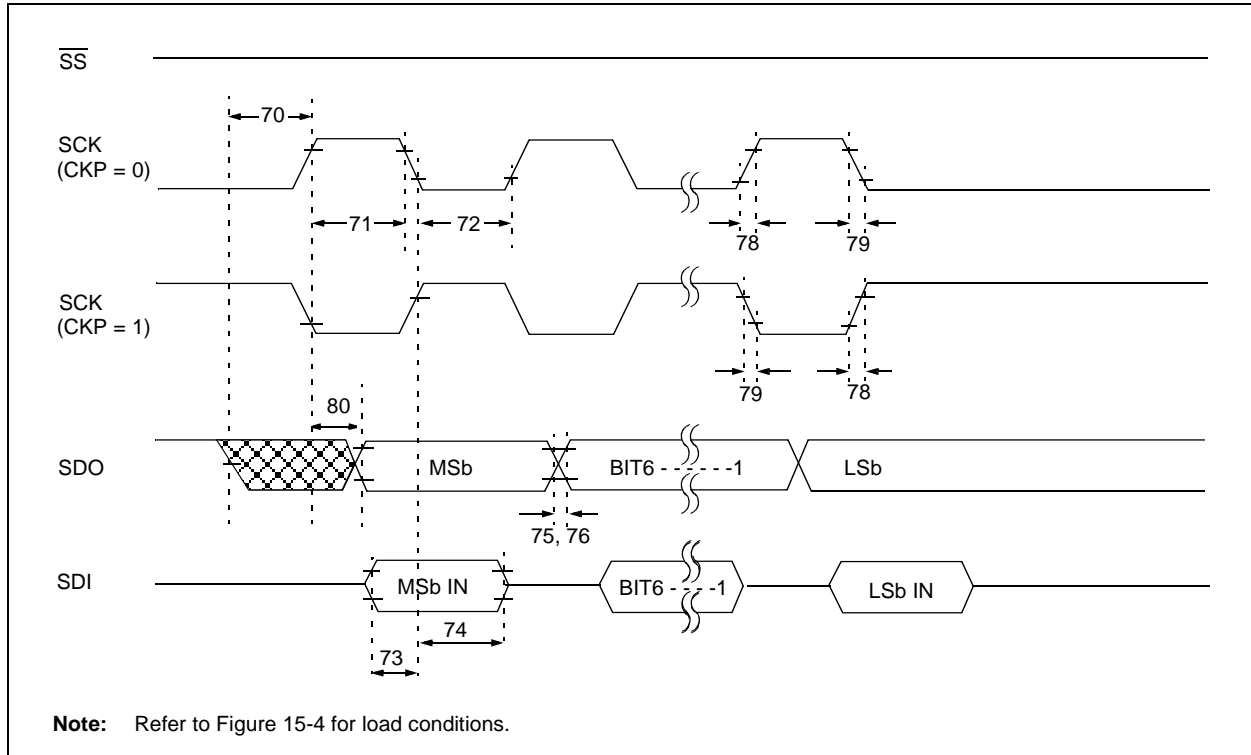 SS
70
SCK
(CKP = 0)
71
72
78
79
SCK
(CKP = 1)
79
78
80
SDO
MSb
BIT6 - - - - - -1
LSb
75, 76
SDI
MSb IN
BIT6 - - - -1
LSb IN
74
73
Note: Refer to Figure 15-4 for load conditions.